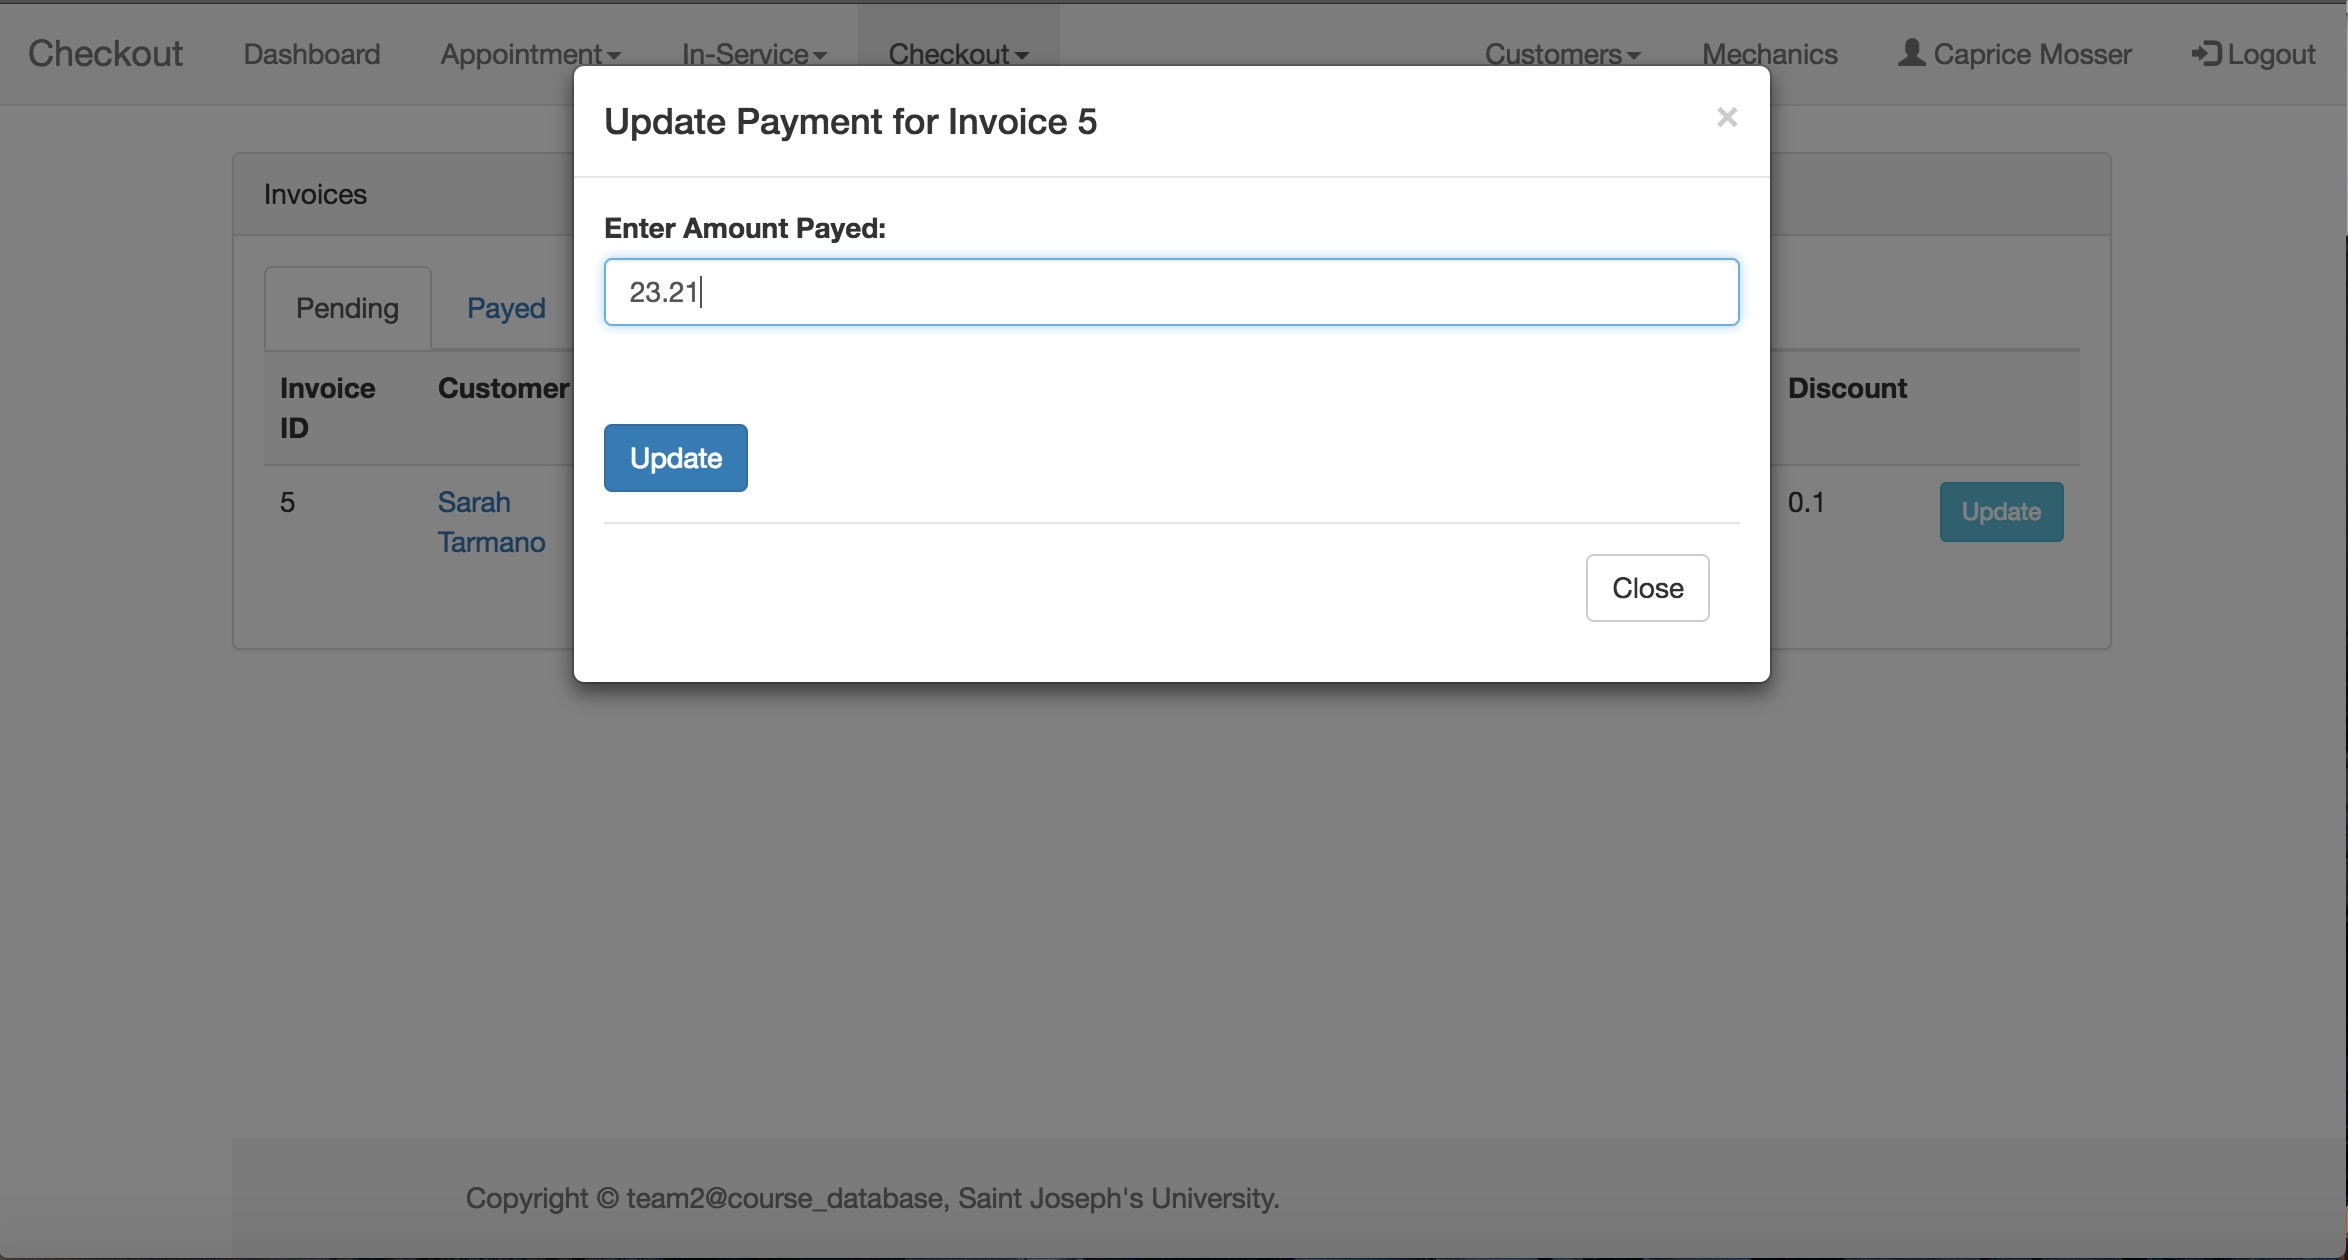 Checkout Dashboard Appointment In-Service Checkout Customers Mechanics Caprice Mosser Logout
Update Payment for Invoice 5 ×
Invoices
Enter Amount Payed:
23.21
Pending Payed
Invoice ID Customer Discount
Update
5 Sarah Tarmano 0.1 Update
Close
Copyright © team2@course_database, Saint Joseph's University.